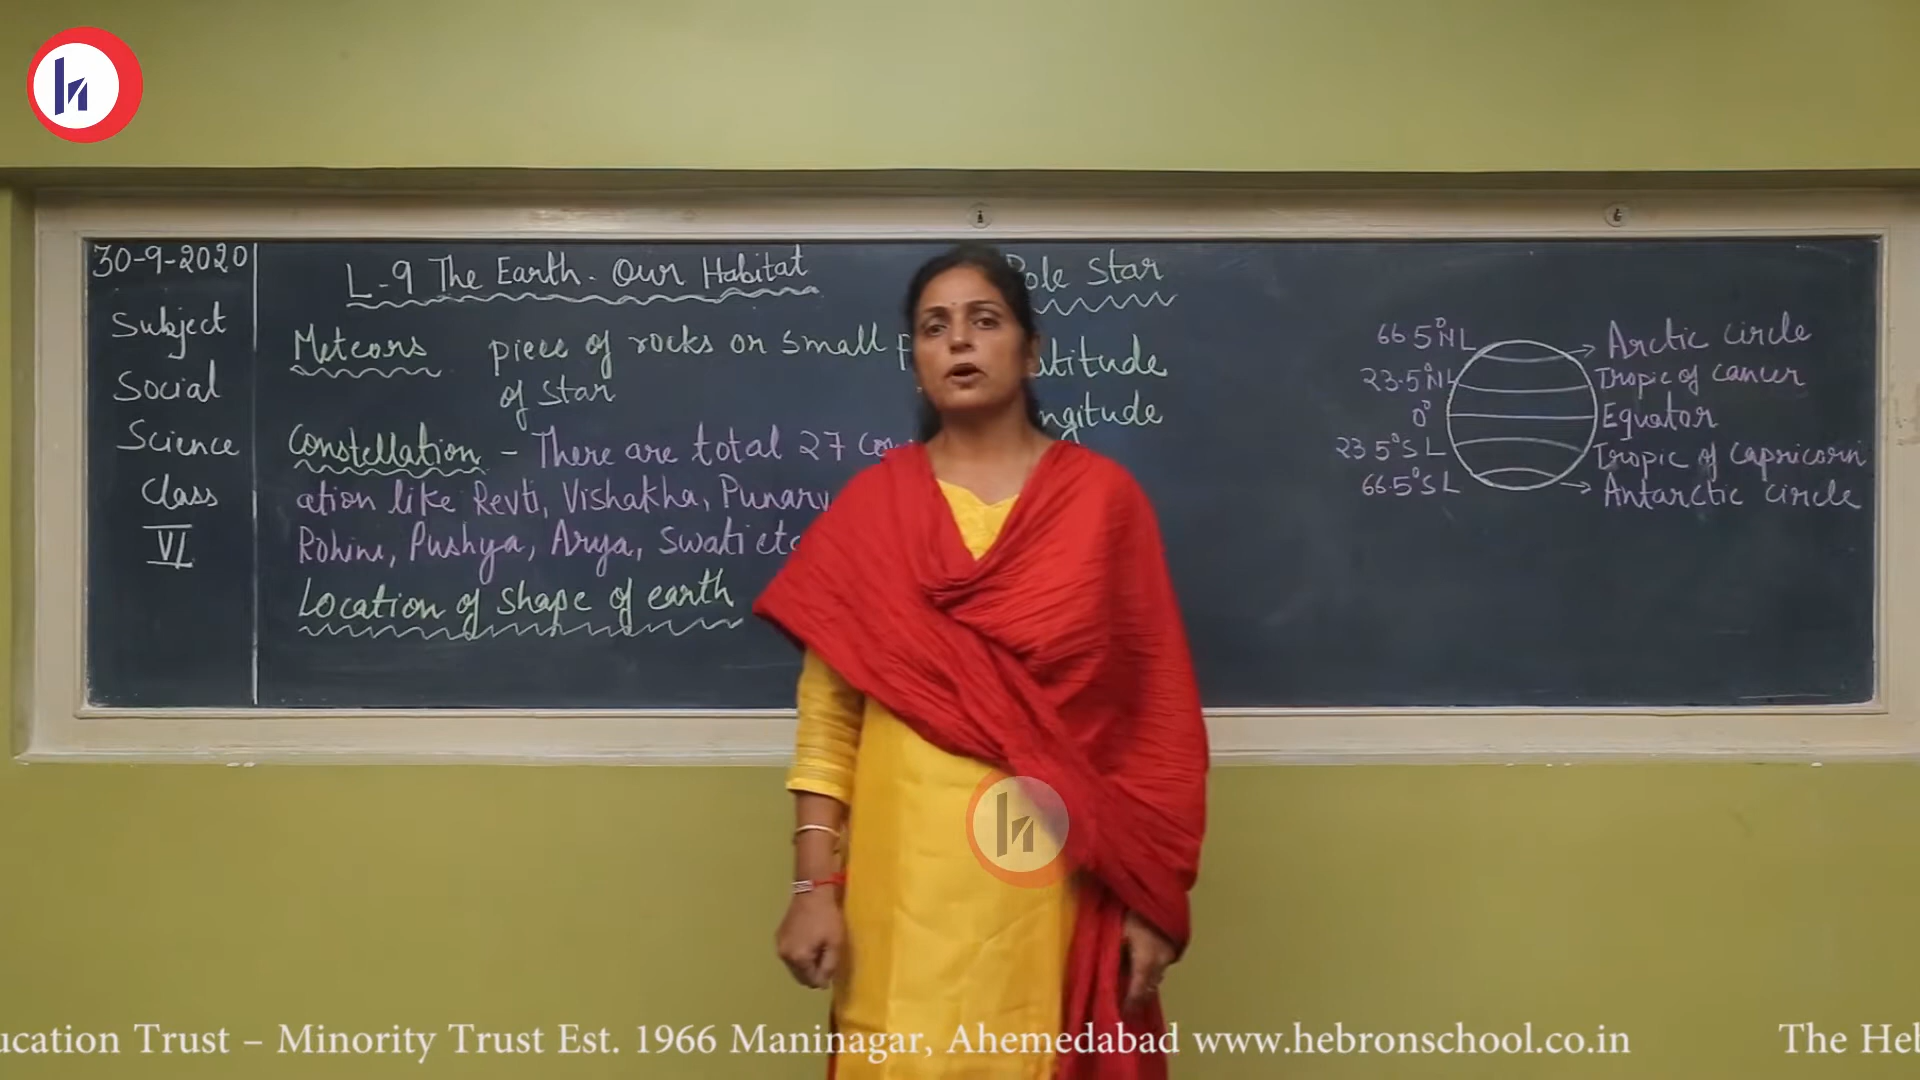 30-9-2020
Subject
Social
Science
Class
VI
L-9 The Earth - Our Habitat
Meteors piece of rocks or small
of star
Constellation - There are total 27
ation like Revti, Vishakha, Punarv
Rohini, Pushya, Arya, Swati etc
Location of shape of earth
Pole Star
atitude
ngitude
66.5°NL Arctic circle
23.5°NL Tropic of cancer
0° Equator
23.5°SL Tropic of capricorn
66.5°SL Antarctic circle
ucation Trust – Minority Trust Est. 1966 Maninagar, Ahemedabad www.hebronschool.co.in The Heb